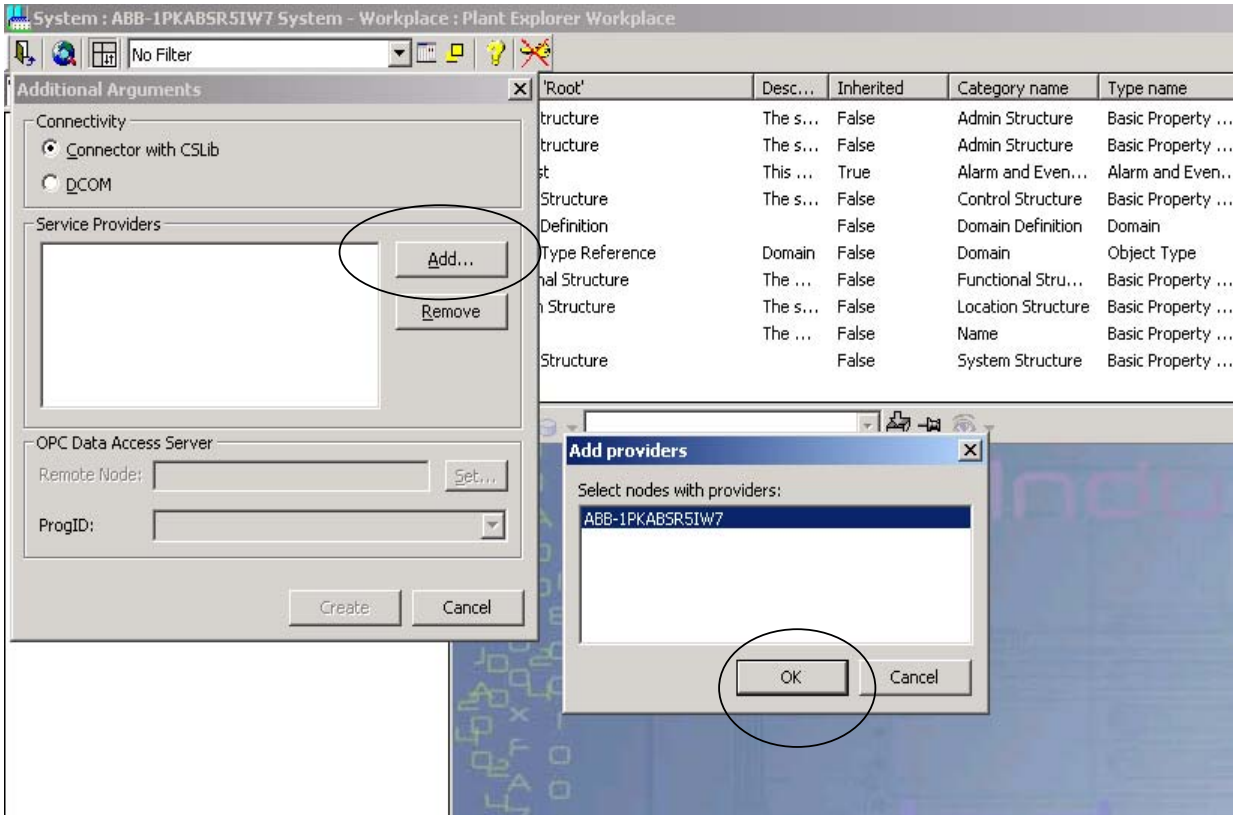 System : ABB-1PKABSR5IW7 System - Workplace : Plant Explorer Workplace
No Filter
Additional Arguments
Connectivity
Connector with CSLib
DCOM
Service Providers
Add...
Remove
OPC Data Access Server
Remote Node:
Set...
ProgID:
Create
Cancel
'Root' Desc... Inherited Category name Type name
tructure The s... False Admin Structure Basic Property ...
tructure The s... False Admin Structure Basic Property ...
st This ... True Alarm and Even... Alarm and Even...
Structure The s... False Control Structure Basic Property ...
Definition False Domain Definition Domain
Type Reference Domain False Domain Object Type
nal Structure The ... False Functional Stru... Basic Property ...
n Structure The s... False Location Structure Basic Property ...
The ... False Name Basic Property ...
Structure False System Structure Basic Property ...
Add providers
Select nodes with providers:
ABB-1PKABSR5IW7
OK
Cancel
Indu